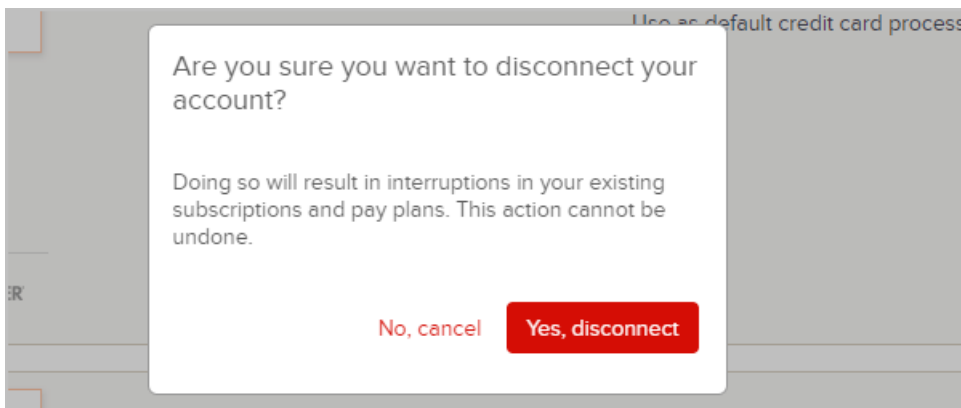 Use as default credit card process
Are you sure you want to disconnect your
account?
Doing so will result in interruptions in your existing
subscriptions and pay plans. This action cannot be
undone.
ER
No, cancel
Yes, disconnect